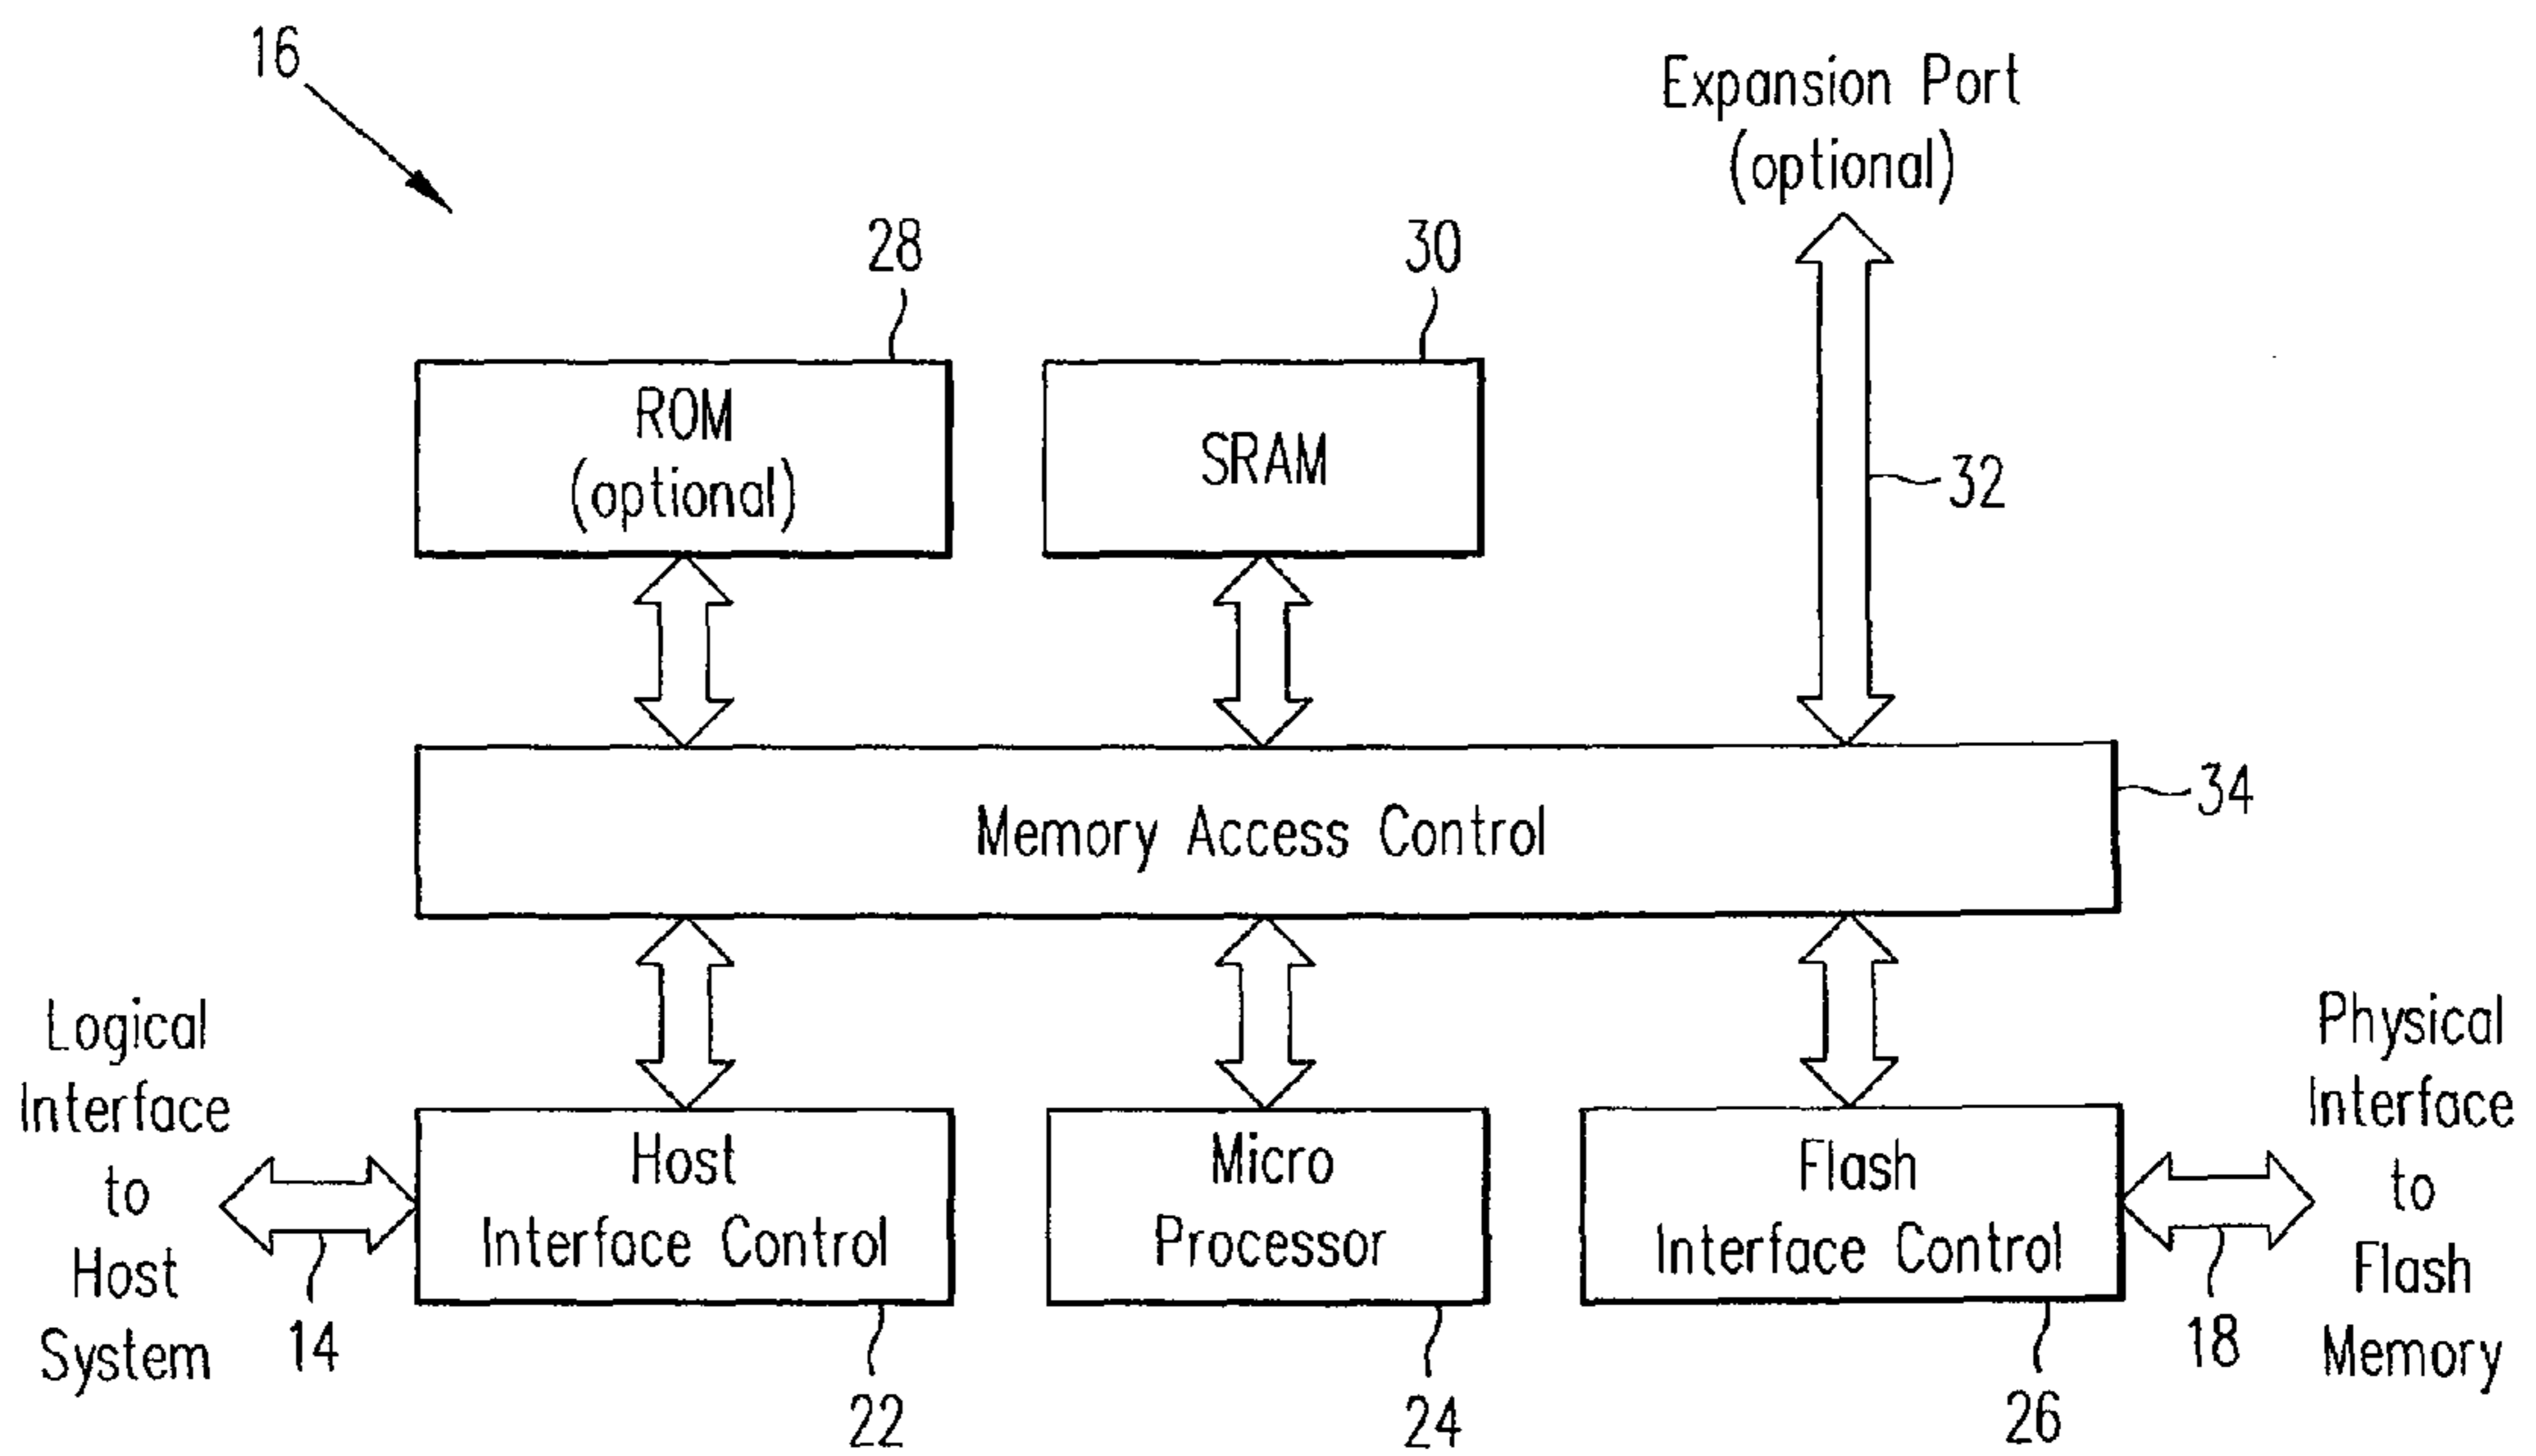 16
Expansion Port
(optional)
28
30
ROM
(optional)
SRAM
32
Memory Access Control
34
Logical
Interface
to
Host
System
14
Host
Interface Control
22
Micro
Processor
24
Flash
Interface Control
26
18
Physical
Interface
to
Flash
Memory